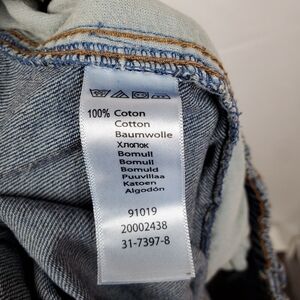 100% Coton
Cotton
Baumwolle
Хлопок
Bomull
Bomull
Bomuld
Puuvillaa
Katoen
Algodón
91019
20002438
31-7397-8